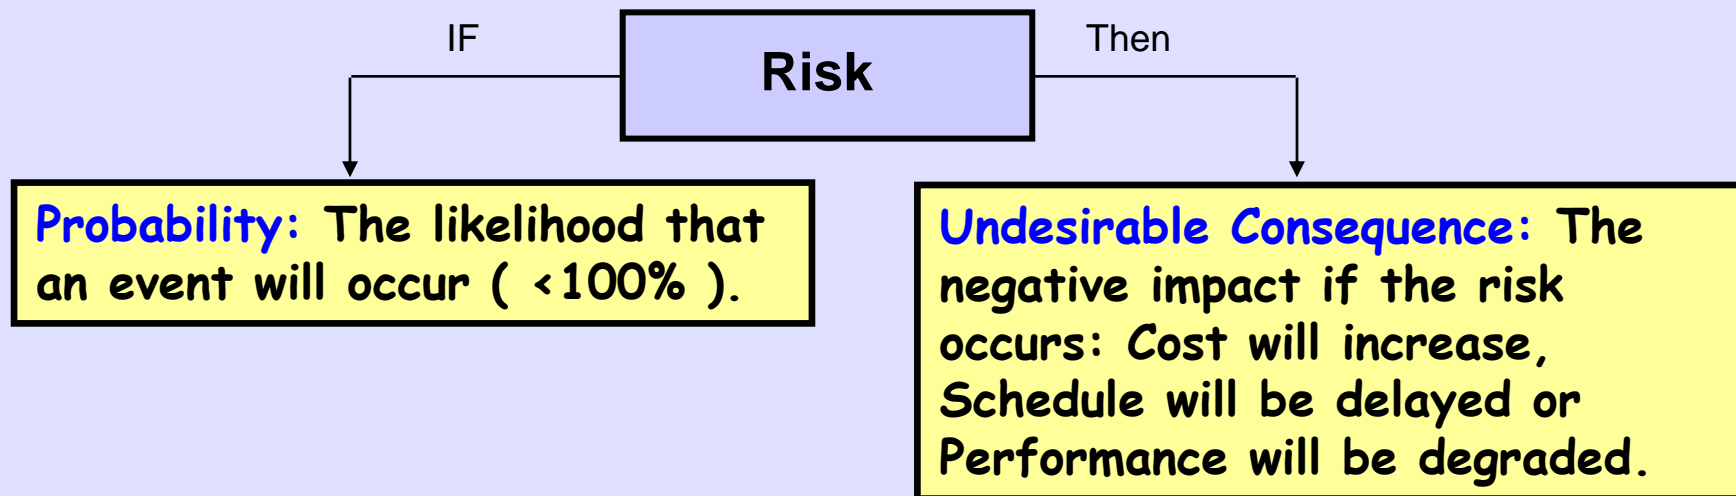 IF
Risk
Then
Probability: The likelihood that
an event will occur ( <100% ).
Undesirable Consequence: The
negative impact if the risk
occurs: Cost will increase,
Schedule will be delayed or
Performance will be degraded.